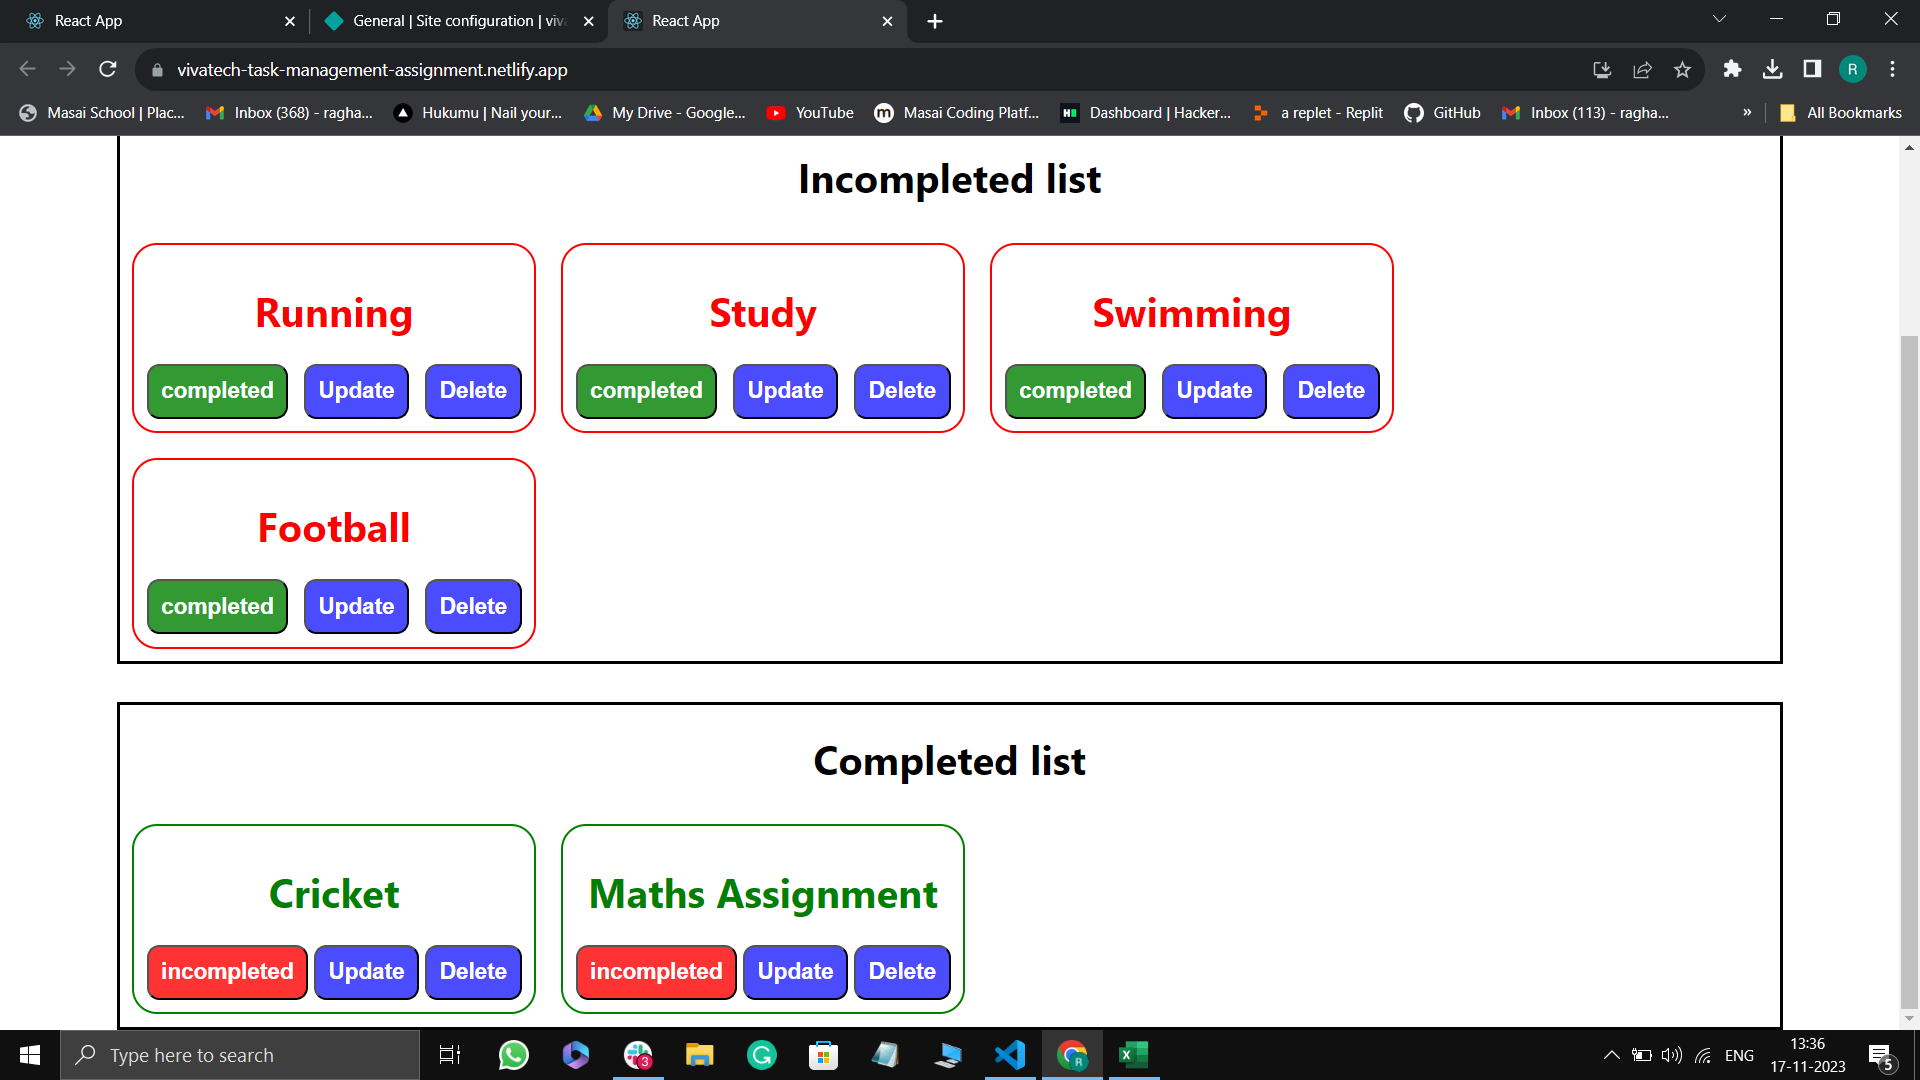 React App
General | Site configuration | viv
React App
vivatech-task-management-assignment.netlify.app
R
Masai School | Plac...
Inbox (368) - ragha...
Hukumu | Nail your...
My Drive - Google...
YouTube
m
Masai Coding Platf...
H
Dashboard | Hacker...
a replet - Replit
GitHub
Inbox (113) - ragha...
»
All Bookmarks
Incompleted list
Running
completed Update Delete
Study
completed Update Delete
Swimming
completed Update Delete
Football
completed Update Delete
Completed list
Cricket
incompleted Update Delete
Maths Assignment
incompleted Update Delete
Type here to search
3
G
R
X
ENG
13:36
17-11-2023
5